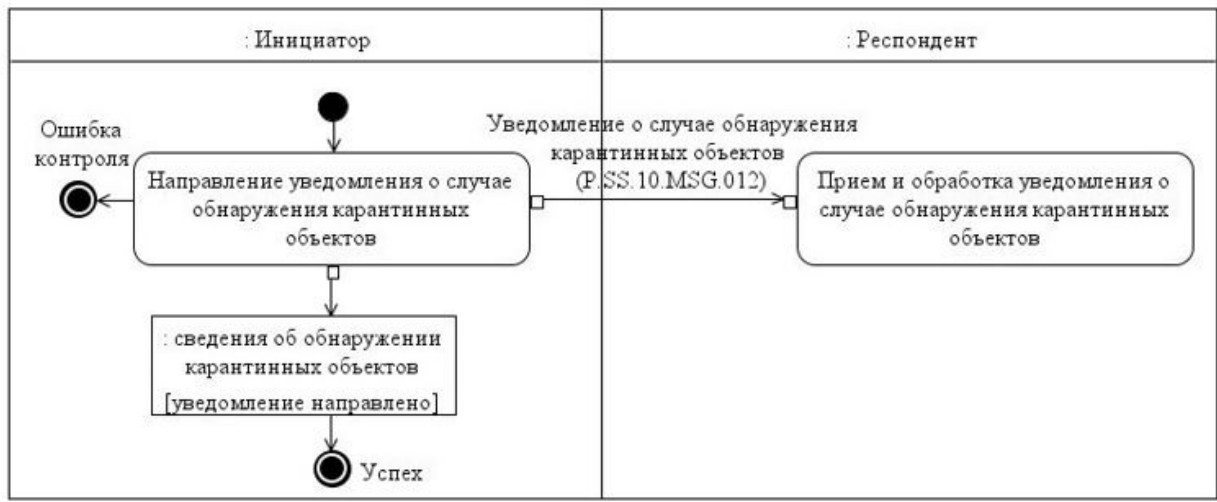 : Инициатор
: Респондент
Ошибка
контроля
Направление уведомления о случае
обнаружения карантинных
объектов
Уведомление о случае обнаружения
карантинных объектов
(P.SS.10.MSG.012)
Прием и обработка уведомления о
случае обнаружения карантинных
объектов
: сведения об обнаружении
карантинных объектов
[уведомление направлено]
Успех